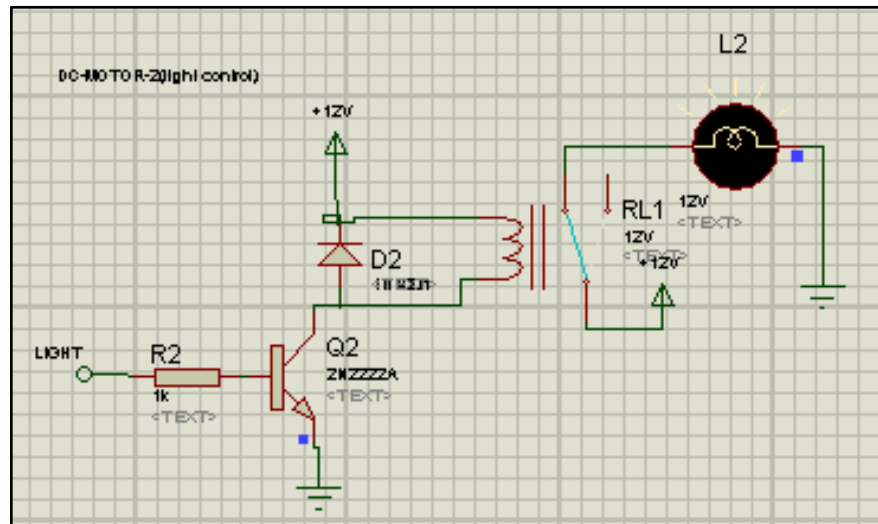 L2
DC-MOTOR-2(light control)
+12V
RL1
12V
<TEXT>
12V
<TEXT>
+12V
D2
LIGHT
R2
1k
<TEXT>
Q2
2N2222A
<TEXT>